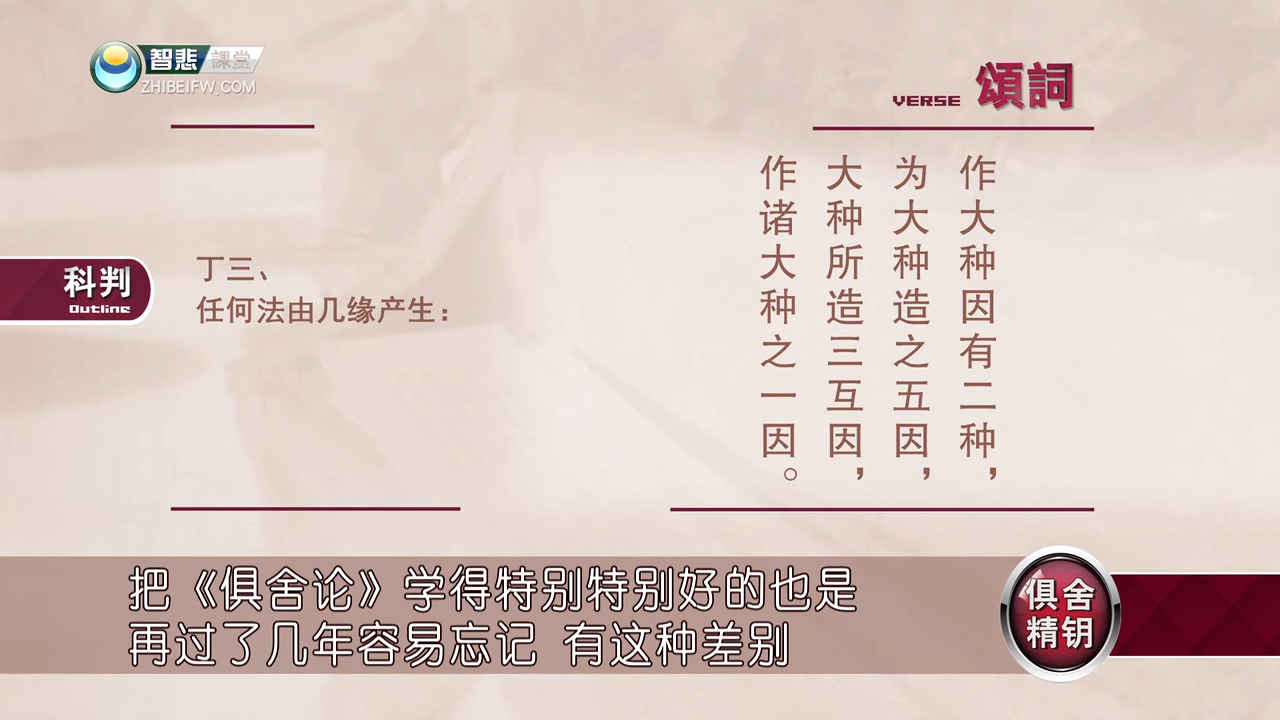 智悲 課堂
ZHIBEIFW.COM
VERSE 頌詞
作大种因有二种，
为大种造之五因，
大种所造三互因，
作诸大种之一因。
科判
Outline
丁三、
任何法由几缘产生：
把《俱舍论》学得特别特别好的也是
再过了几年容易忘记 有这种差别
俱舍
精钥